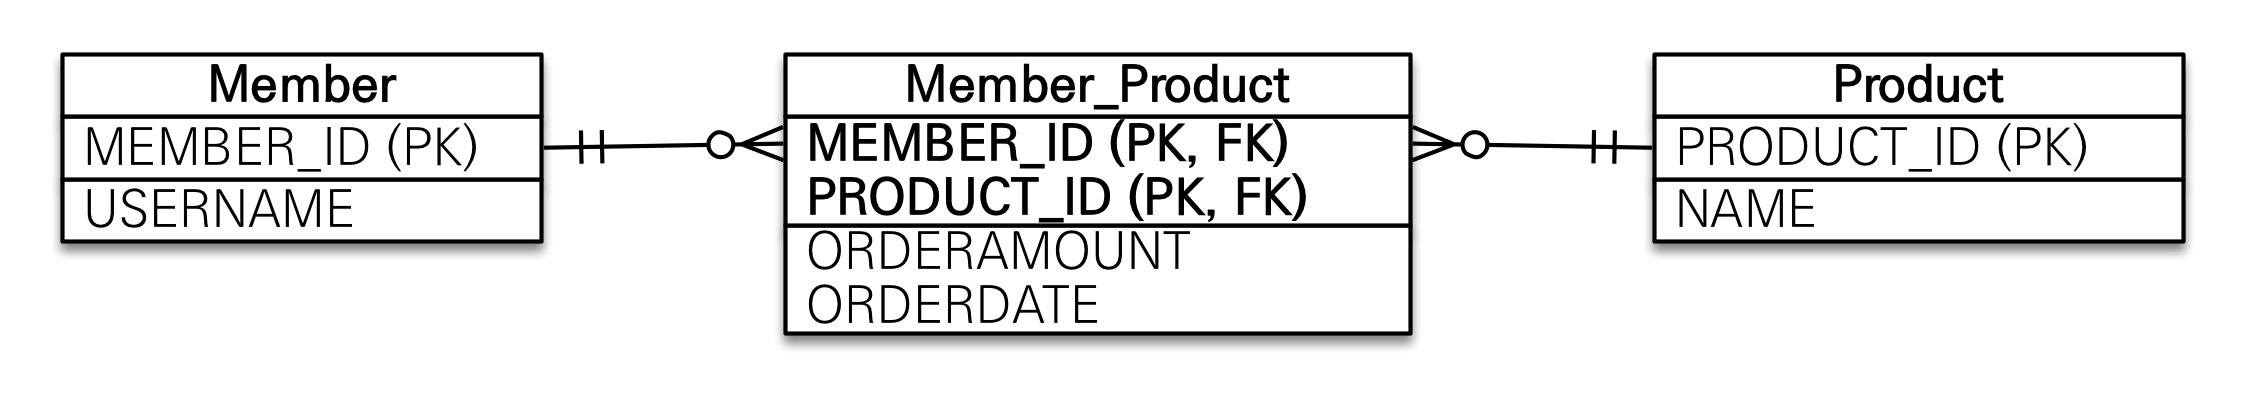 Member
MEMBER_ID (PK)
USERNAME
Member_Product
MEMBER_ID (PK, FK)
PRODUCT_ID (PK, FK)
ORDERAMOUNT
ORDERDATE
Product
PRODUCT_ID (PK)
NAME